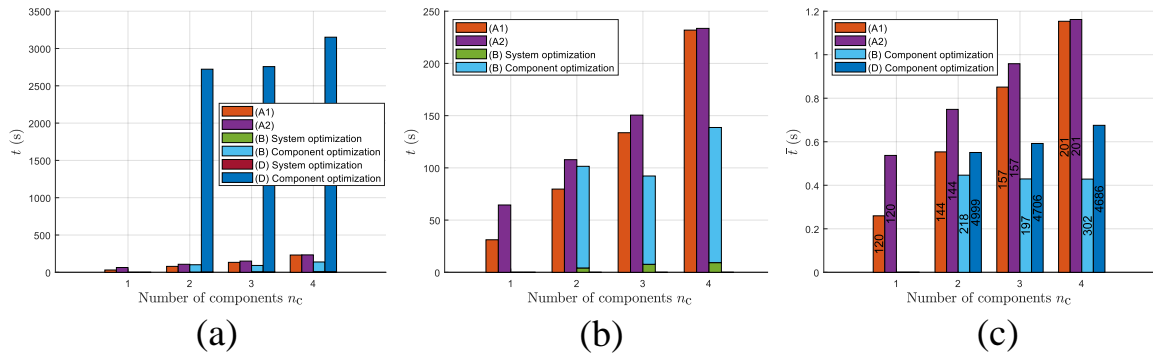 3500
3000
2500
2000
1500
1000
500
0
t (s)
(A1)
(A2)
(B) System optimization
(B) Component optimization
(D) System optimization
(D) Component optimization
1 2 3 4
Number of components n_c
(a)
250
200
150
100
50
0
t (s)
(A1)
(A2)
(B) System optimization
(B) Component optimization
1 2 3 4
Number of components n_c
(b)
1.2
1
0.8
0.6
0.4
0.2
0
t̄ (s)
(A1)
(A2)
(B) Component optimization
(D) Component optimization
120
120
144
144
218
4999
157
157
197
4706
201
201
302
4686
1 2 3 4
Number of components n_c
(c)